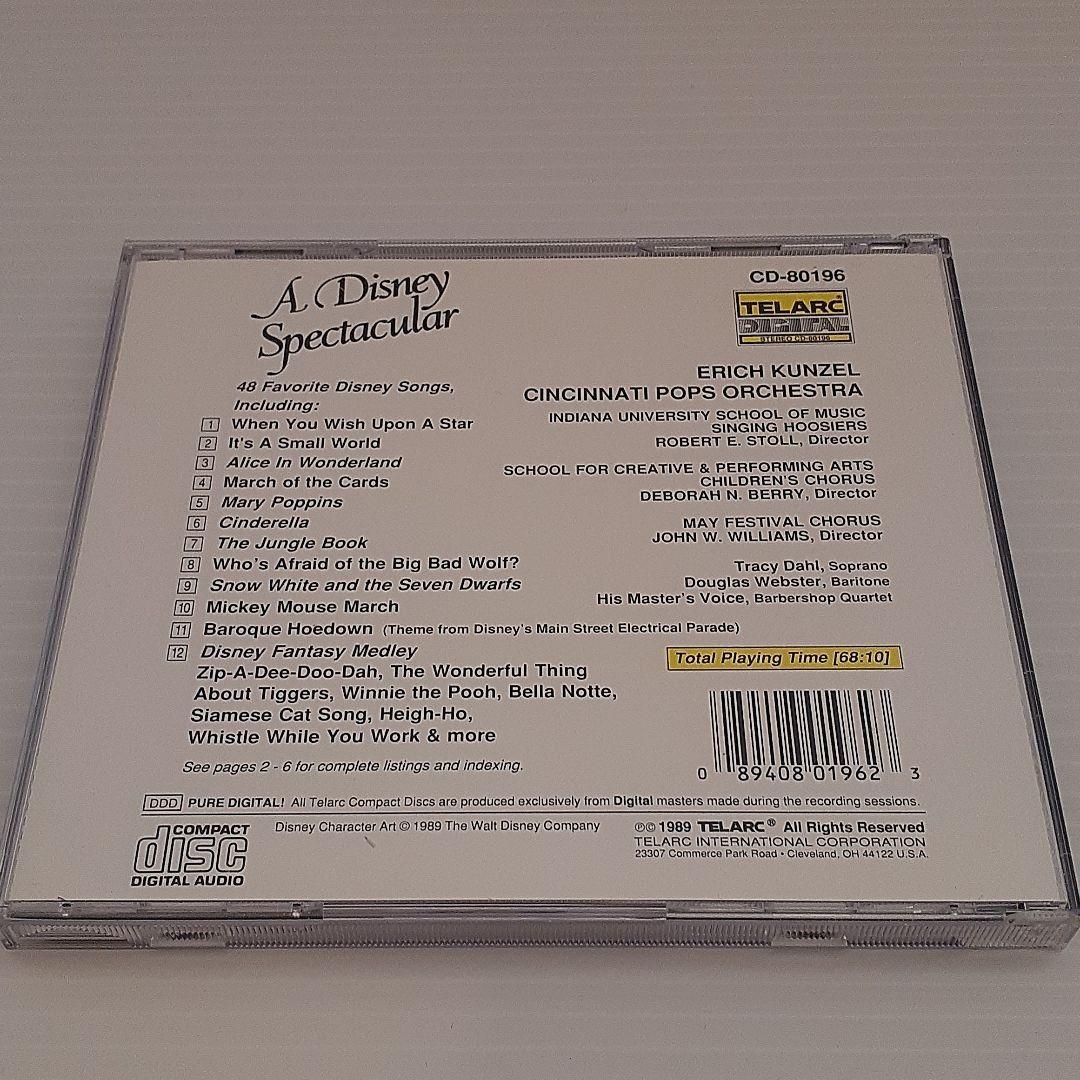 A Disney
Spectacular
48 Favorite Disney Songs,
Including:
1 When You Wish Upon A Star
2 It's A Small World
3 Alice In Wonderland
4 March of the Cards
5 Mary Poppins
6 Cinderella
7 The Jungle Book
8 Who's Afraid of the Big Bad Wolf?
9 Snow White and the Seven Dwarfs
10 Mickey Mouse March
11 Baroque Hoedown (Theme from Disney's Main Street Electrical Parade)
12 Disney Fantasy Medley
Zip-A-Dee-Doo-Dah, The Wonderful Thing
About Tiggers, Winnie the Pooh, Bella Notte,
Siamese Cat Song, Heigh-Ho,
Whistle While You Work & more
See pages 2 - 6 for complete listings and indexing.
CD-80196
TELARC
DIGITAL
STEREO CD-80196
ERICH KUNZEL
CINCINNATI POPS ORCHESTRA
INDIANA UNIVERSITY SCHOOL OF MUSIC
SINGING HOOSIERS
ROBERT E. STOLL, Director
SCHOOL FOR CREATIVE & PERFORMING ARTS
CHILDREN'S CHORUS
DEBORAH N. BERRY, Director
MAY FESTIVAL CHORUS
JOHN W. WILLIAMS, Director
Tracy Dahl, Soprano
Douglas Webster, Baritone
His Master's Voice, Barbershop Quartet
Total Playing Time [68:10]
0 89408 01962 3
DDD PURE DIGITAL! All Telarc Compact Discs are produced exclusively from Digital masters made during the recording sessions.
COMPACT
disc
DIGITAL AUDIO
Disney Character Art © 1989 The Walt Disney Company
℗© 1989 TELARC® All Rights Reserved
TELARC INTERNATIONAL CORPORATION
23307 Commerce Park Road • Cleveland, OH 44122 U.S.A.